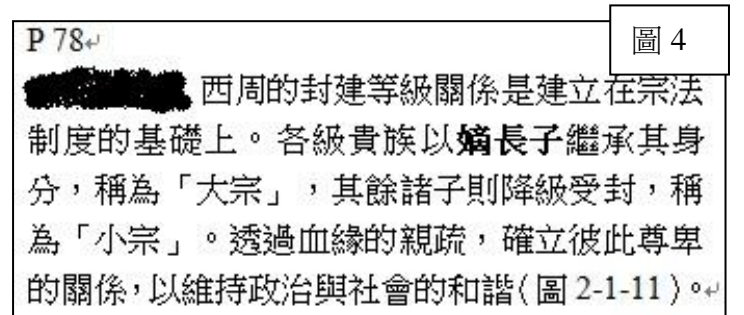 圖 4
P 78↵
西周的封建等級關係是建立在宗法
制度的基礎上。各級貴族以嫡長子繼承其身
分，稱為「大宗」，其餘諸子則降級受封，稱
為「小宗」。透過血緣的親疏，確立彼此尊卑
的關係，以維持政治與社會的和諧（圖 2-1-11）。↵